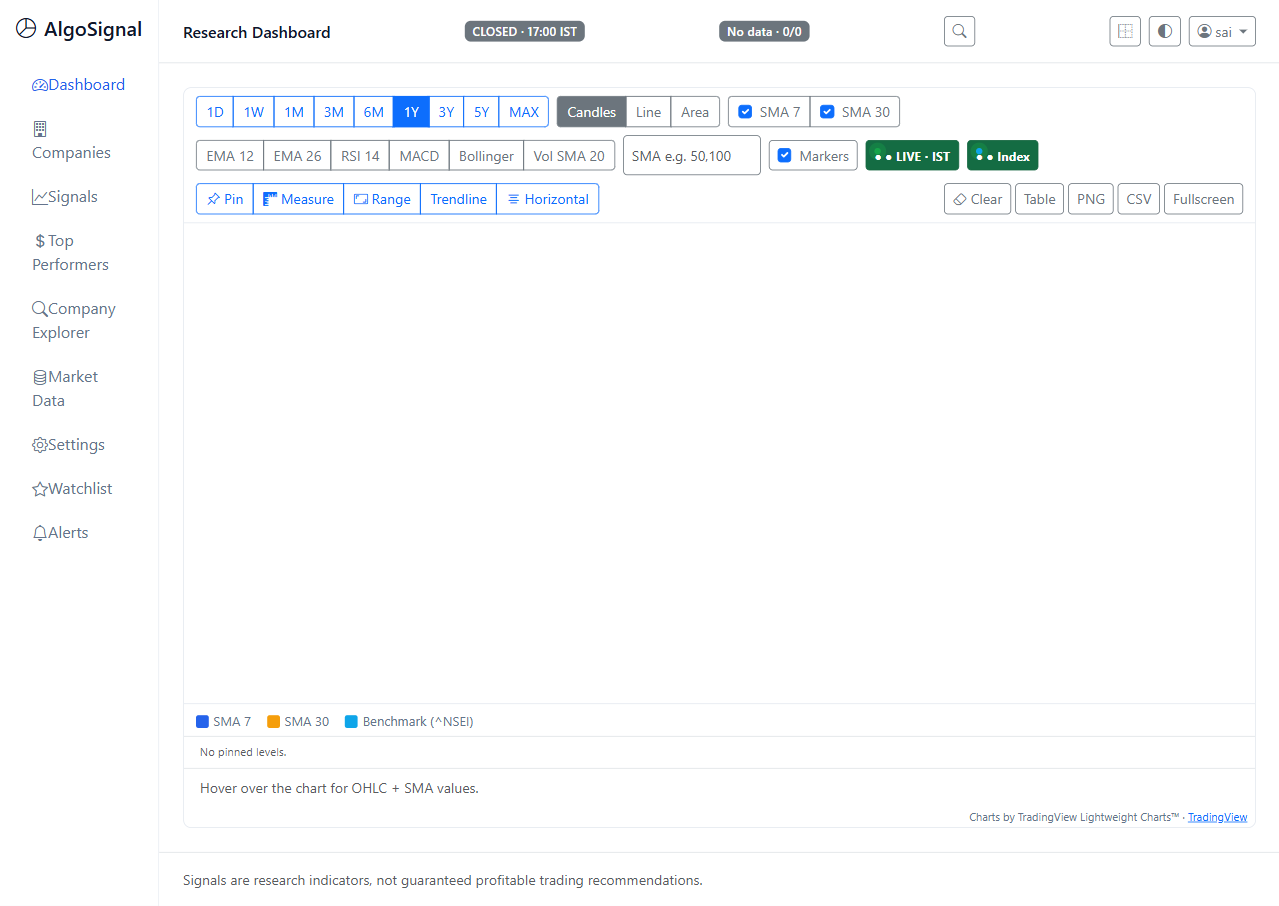 AlgoSignal
Research Dashboard
CLOSED · 17:00 IST
No data · 0/0
sai
Dashboard
Companies
Signals
Top
Performers
Company
Explorer
Market
Data
Settings
Watchlist
Alerts
1D 1W 1M 3M 6M 1Y 3Y 5Y MAX Candles Line Area SMA 7 SMA 30
EMA 12 EMA 26 RSI 14 MACD Bollinger Vol SMA 20 SMA e.g. 50,100 Markers • • LIVE · IST • • Index
Pin Measure Range Trendline Horizontal Clear Table PNG CSV Fullscreen
SMA 7 SMA 30 Benchmark (^NSEI)
No pinned levels.
Hover over the chart for OHLC + SMA values.
Charts by TradingView Lightweight Charts™ · TradingView
Signals are research indicators, not guaranteed profitable trading recommendations.